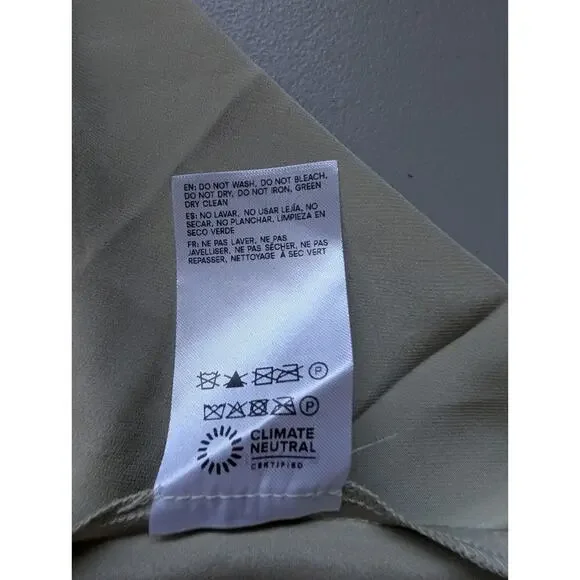 EN: DO NOT WASH, DO NOT BLEACH,
DO NOT DRY, DO NOT IRON, GREEN
DRY CLEAN
ES: NO LAVAR, NO USAR LEJÍA, NO
SECAR, NO PLANCHAR, LIMPIEZA EN
SECO VERDE
FR: NE PAS LAVER, NE PAS
JAVELLISER, NE PAS SÉCHER, NE PAS
REPASSER, NETTOYAGE À SEC VERT
P
P
CLIMATE
NEUTRAL
CERTIFIED